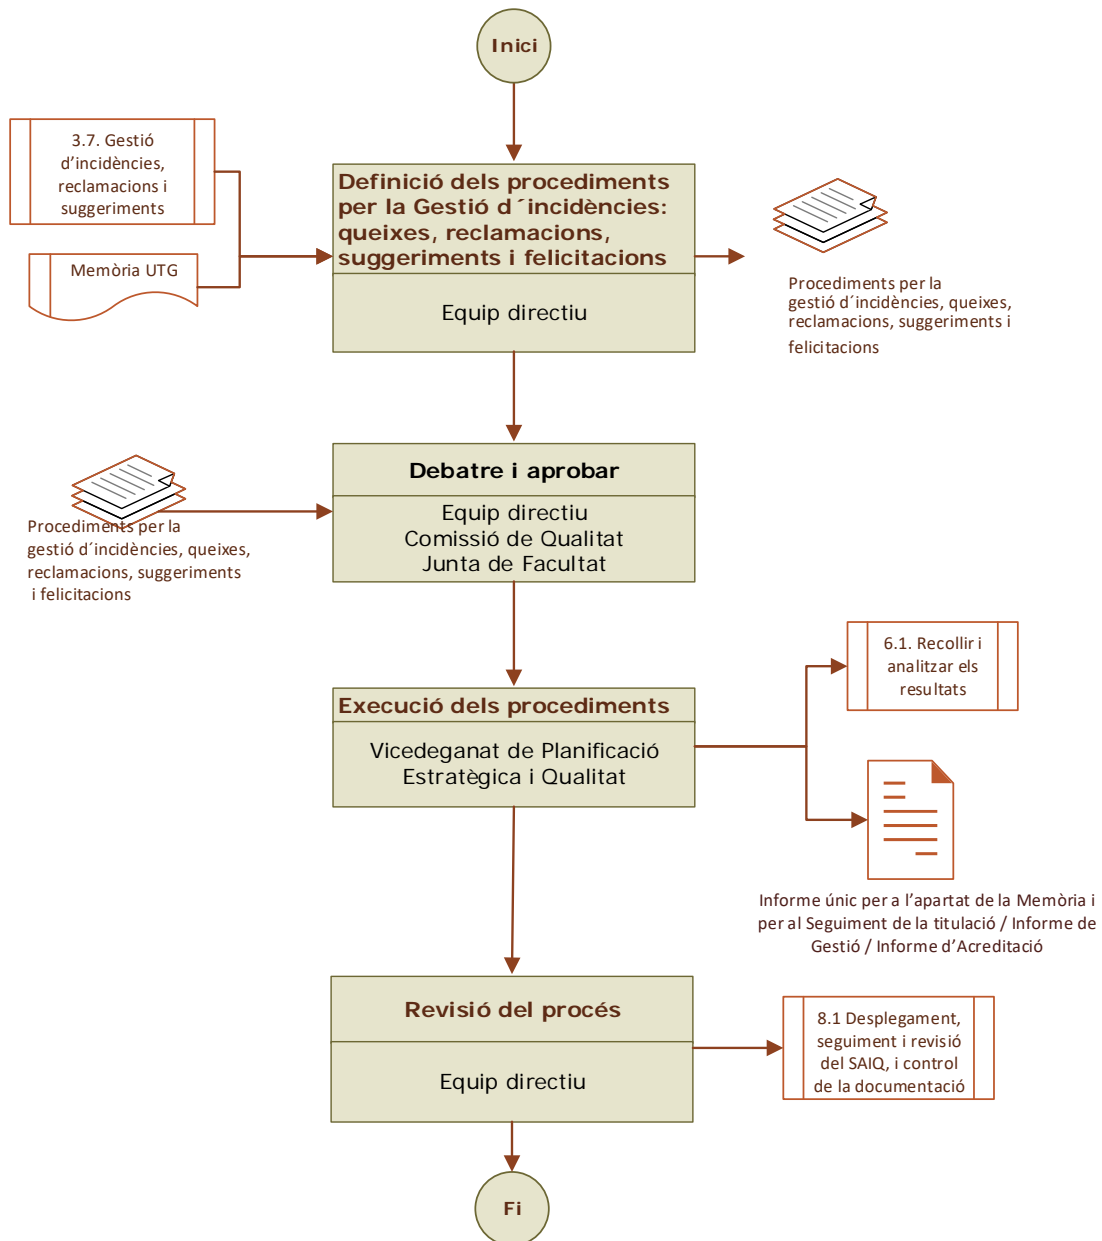 Inici
3.7. Gestió
d’incidències,
reclamacions i
suggeriments
Memòria UTG
Definició dels procediments
per la Gestió d´incidències:
queixes, reclamacions,
suggeriments i felicitacions
Equip directiu
Procediments per la
gestió d´incidències, queixes,
reclamacions, suggeriments i
felicitacions
Debatre i aprobar
Equip directiu
Comissió de Qualitat
Junta de Facultat
Procediments per la
gestió d´incidències, queixes,
reclamacions, suggeriments
i felicitacions
Execució dels procediments
Vicedeganat de Planificació
Estratègica i Qualitat
6.1. Recollir i
analitzar els
resultats
Informe únic per a l’apartat de la Memòria i
per al Seguiment de la titulació / Informe de
Gestió / Informe d’Acreditació
Revisió del procés
Equip directiu
8.1 Desplegament,
seguiment i revisió
del SAIQ, i control
de la documentació
Fi